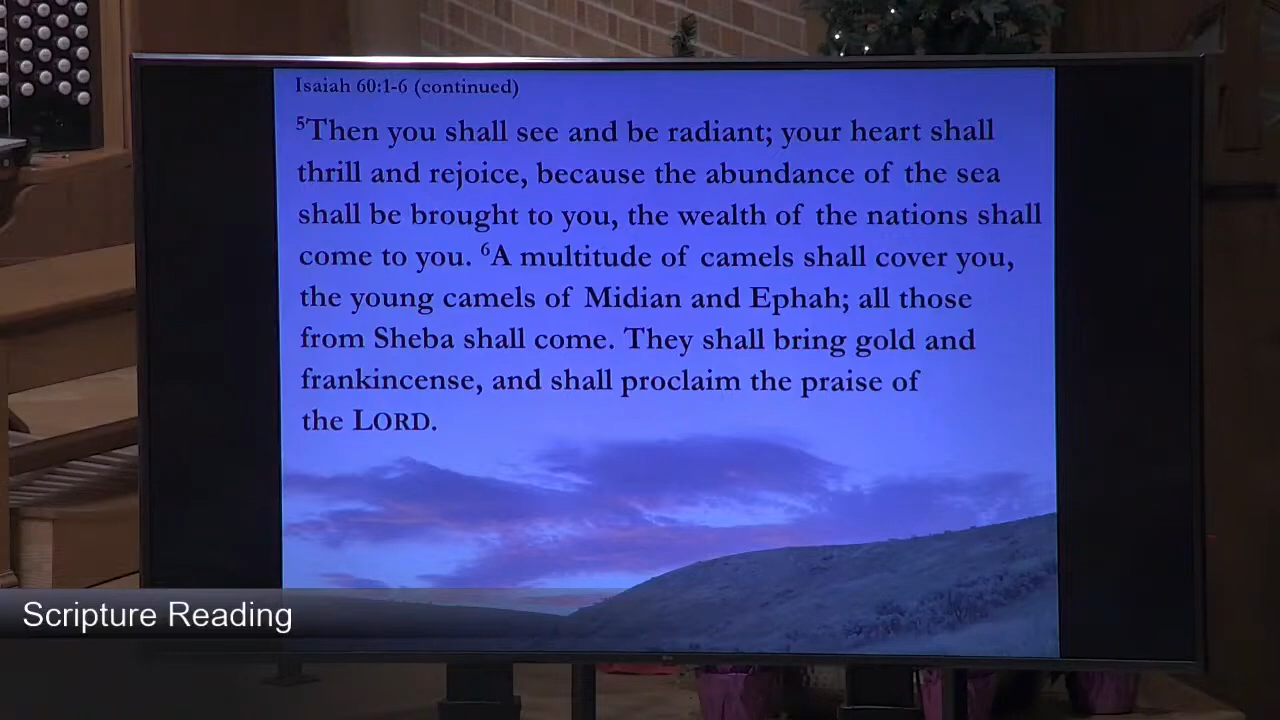 Isaiah 60:1-6 (continued)
⁵Then you shall see and be radiant; your heart shall
thrill and rejoice, because the abundance of the sea
shall be brought to you, the wealth of the nations shall
come to you. ⁶A multitude of camels shall cover you,
the young camels of Midian and Ephah; all those
from Sheba shall come. They shall bring gold and
frankincense, and shall proclaim the praise of
the LORD.
Scripture Reading